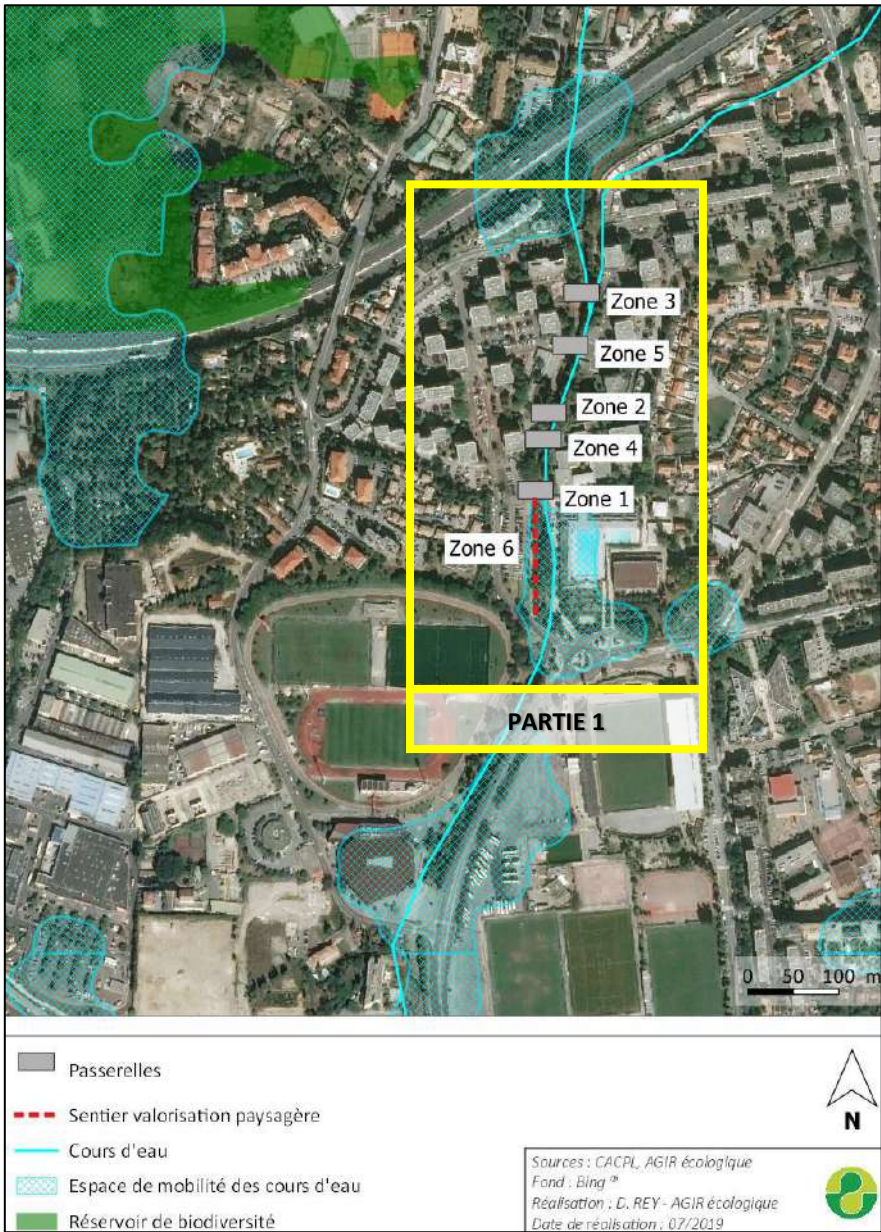 Zone 3
Zone 5
Zone 2
Zone 4
Zone 1
Zone 6
PARTIE 1
0 50 100 m
Passerelles
Sentier valorisation paysagère
Cours d'eau
Espace de mobilité des cours d'eau
Réservoir de biodiversité
N
Sources : CACPL, AGIR écologique
Fond : Bing ®
Réalisation : D. REY - AGIR écologique
Date de réalisation : 07/2019